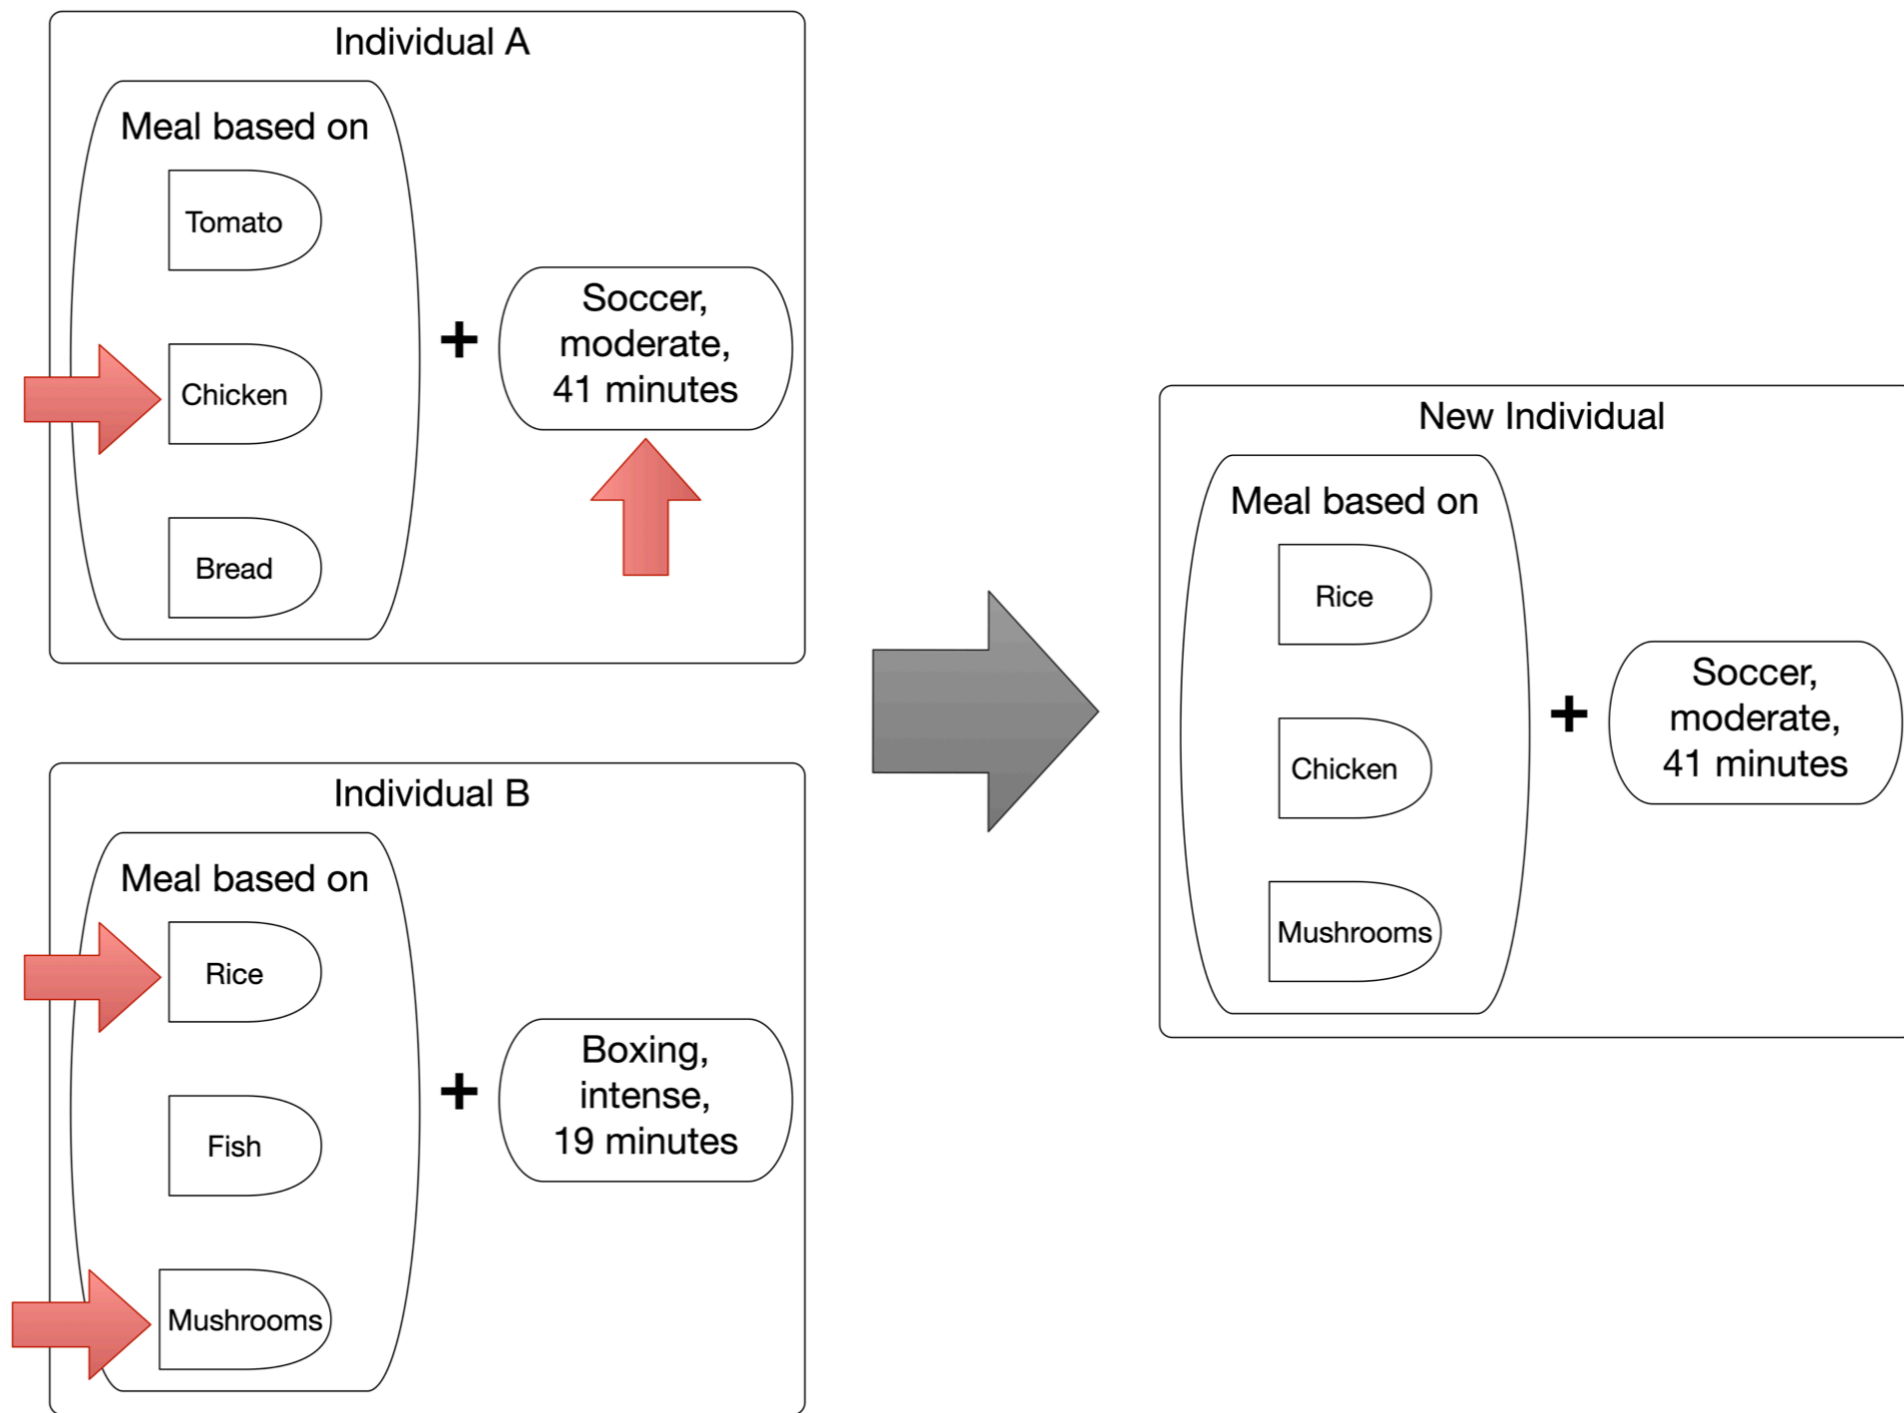 Individual A
Meal based on
Tomato
Chicken
Bread
+
Soccer,
moderate,
41 minutes
Individual B
Meal based on
Rice
Fish
Mushrooms
+
Boxing,
intense,
19 minutes
New Individual
Meal based on
Rice
Chicken
Mushrooms
+
Soccer,
moderate,
41 minutes